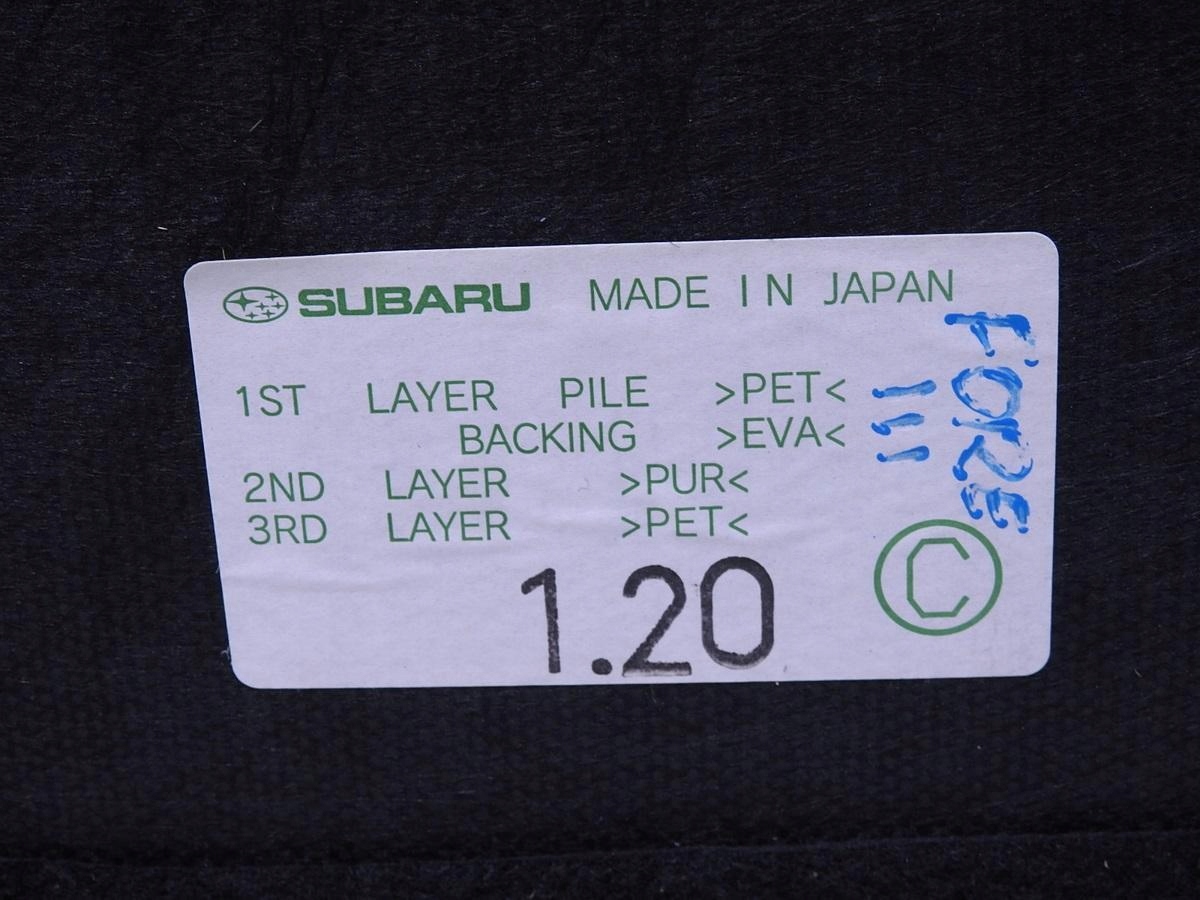 SUBARU MADE IN JAPAN
1ST LAYER PILE >PET<
BACKING >EVA<
2ND LAYER >PUR<
3RD LAYER >PET<
1.20
C